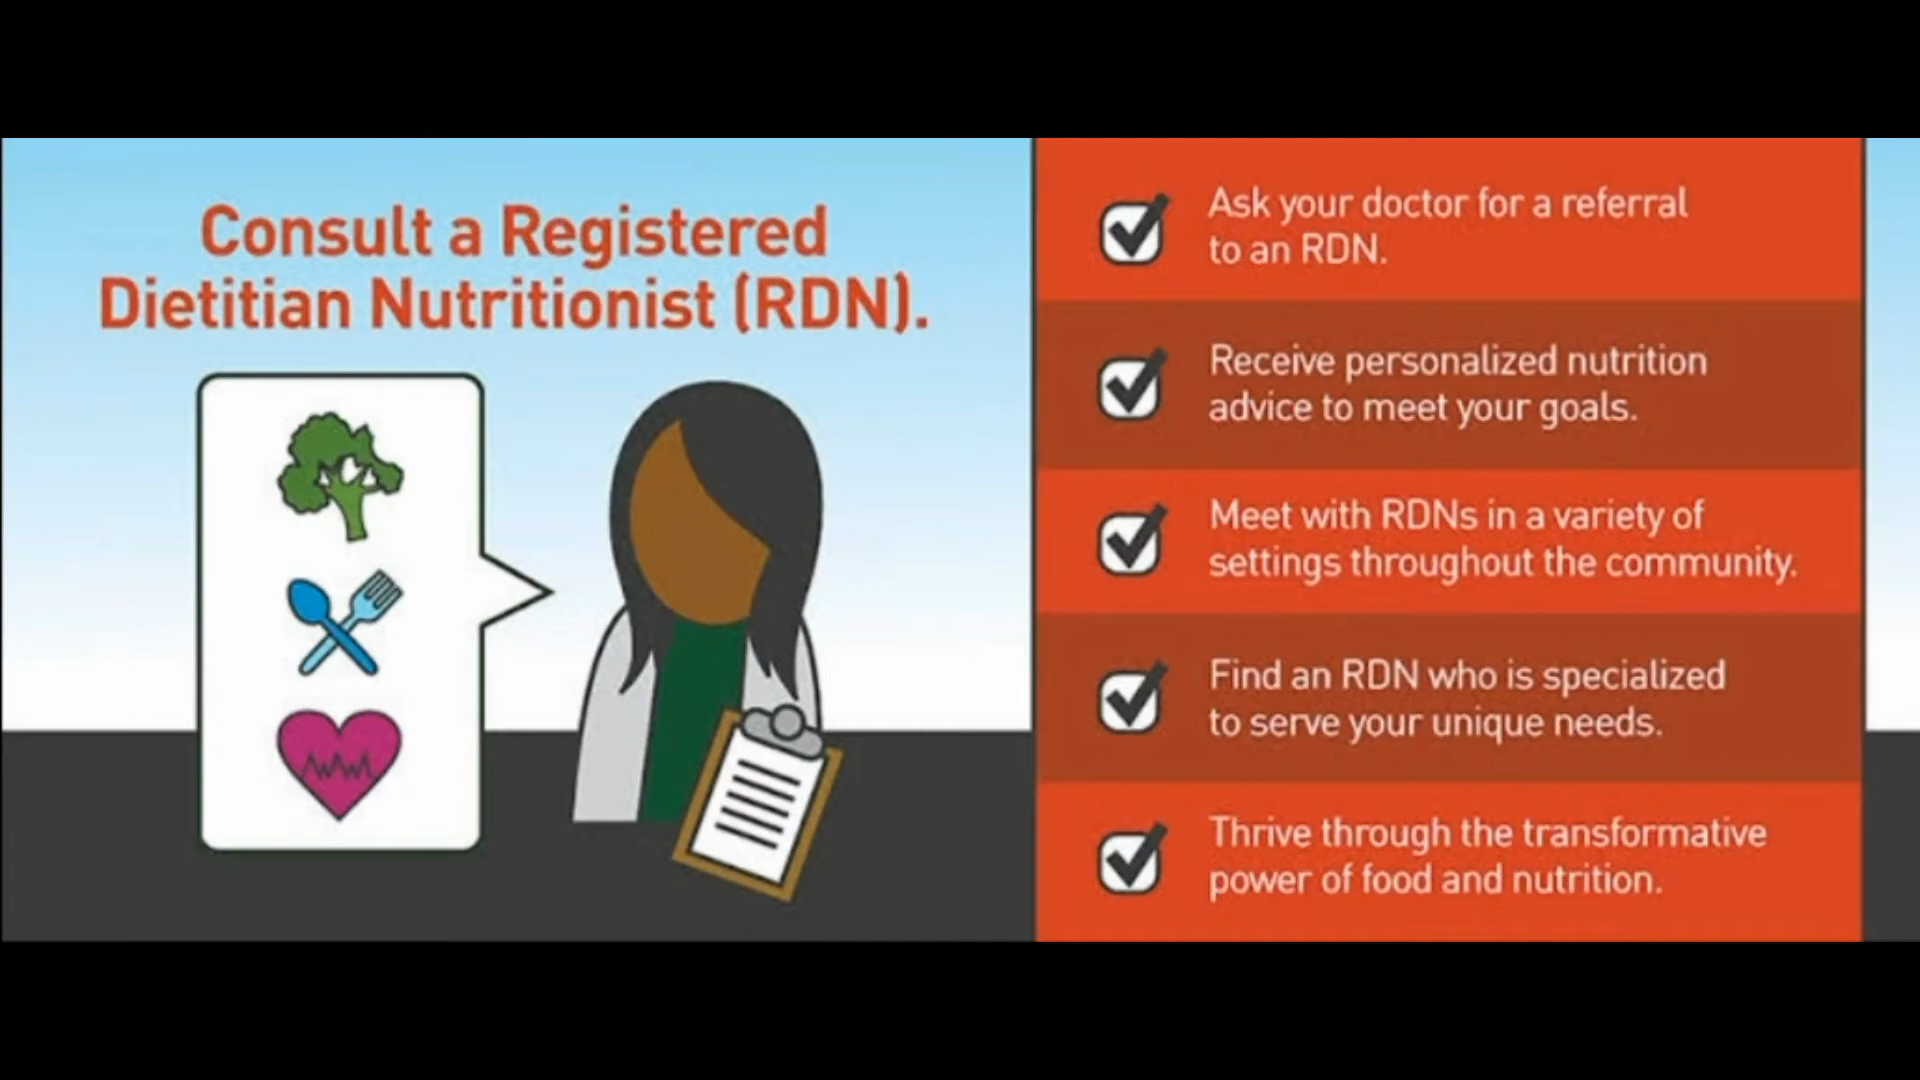 Consult a Registered
Dietitian Nutritionist (RDN).
Ask your doctor for a referral
to an RDN.
Receive personalized nutrition
advice to meet your goals.
Meet with RDNs in a variety of
settings throughout the community.
Find an RDN who is specialized
to serve your unique needs.
Thrive through the transformative
power of food and nutrition.